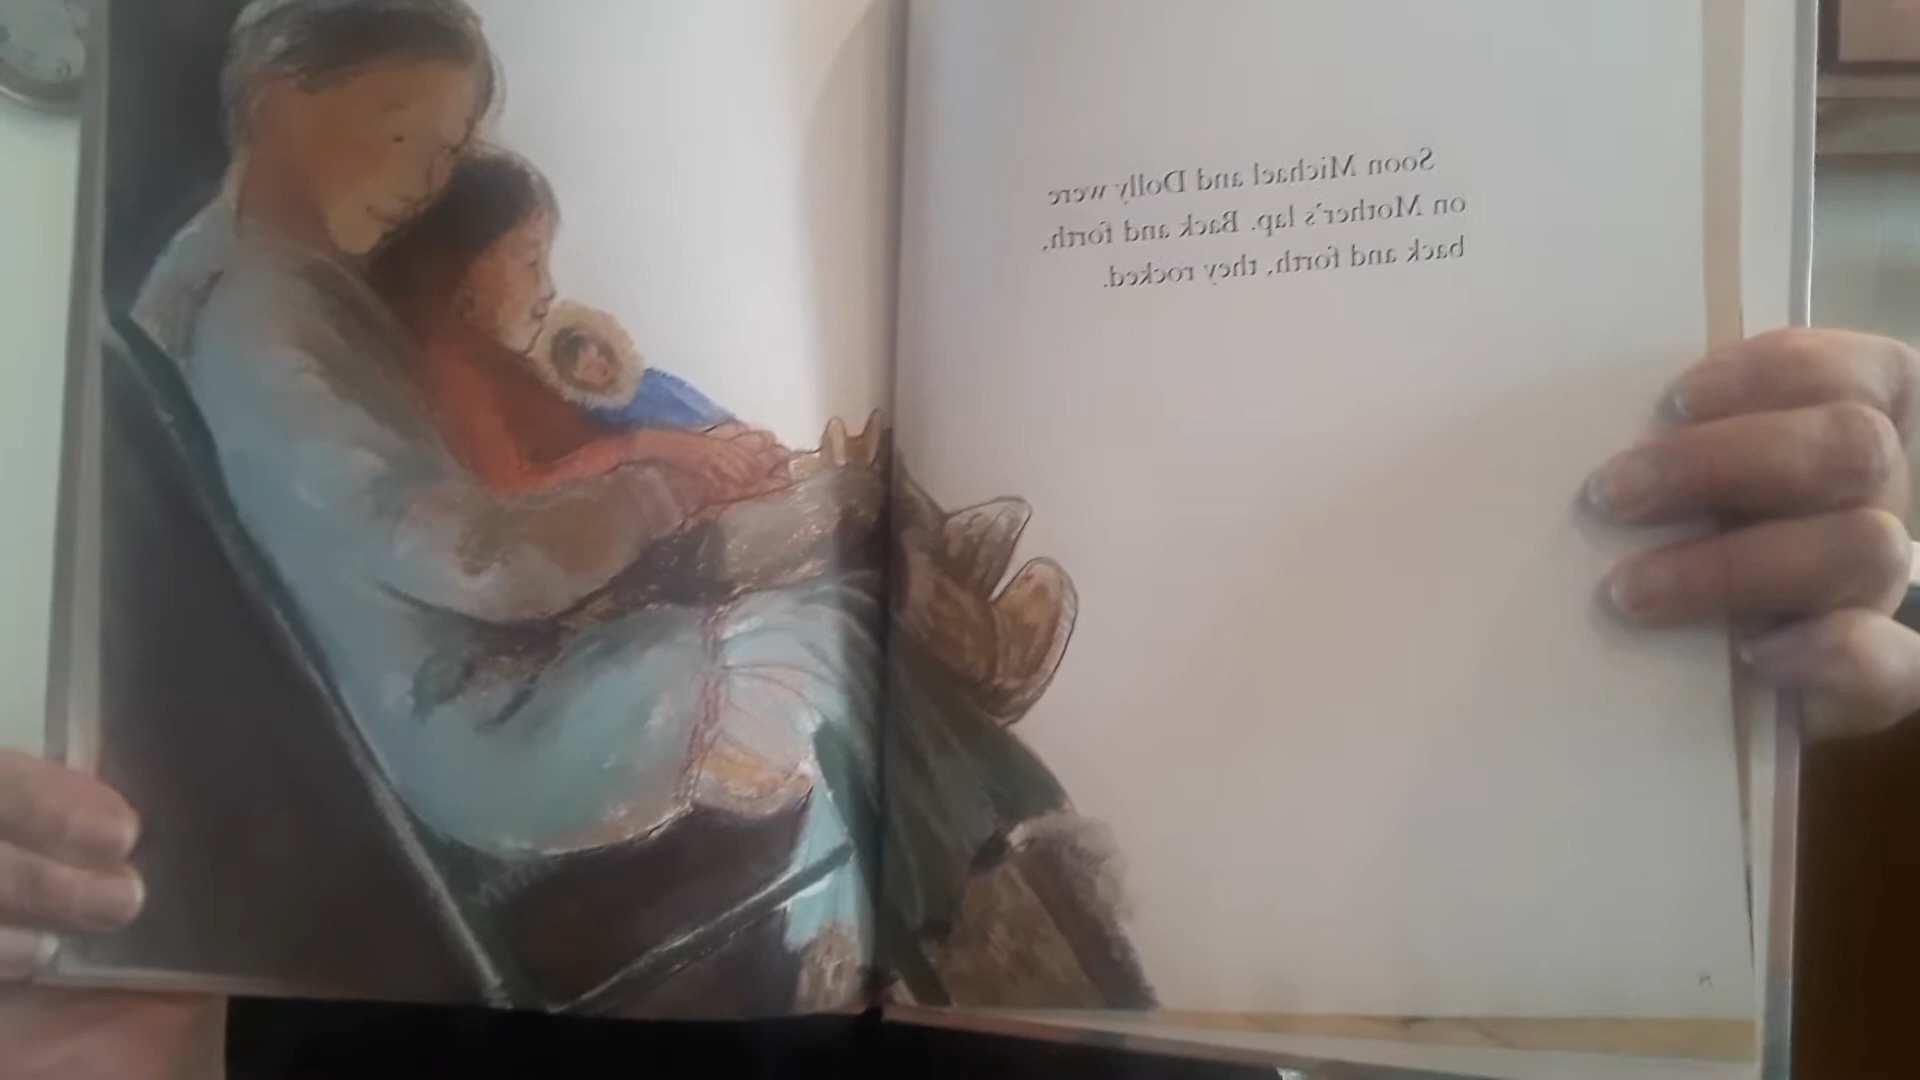 Soon Michael and Dolly were
on Mother's lap. Back and forth,
back and forth, they rocked.